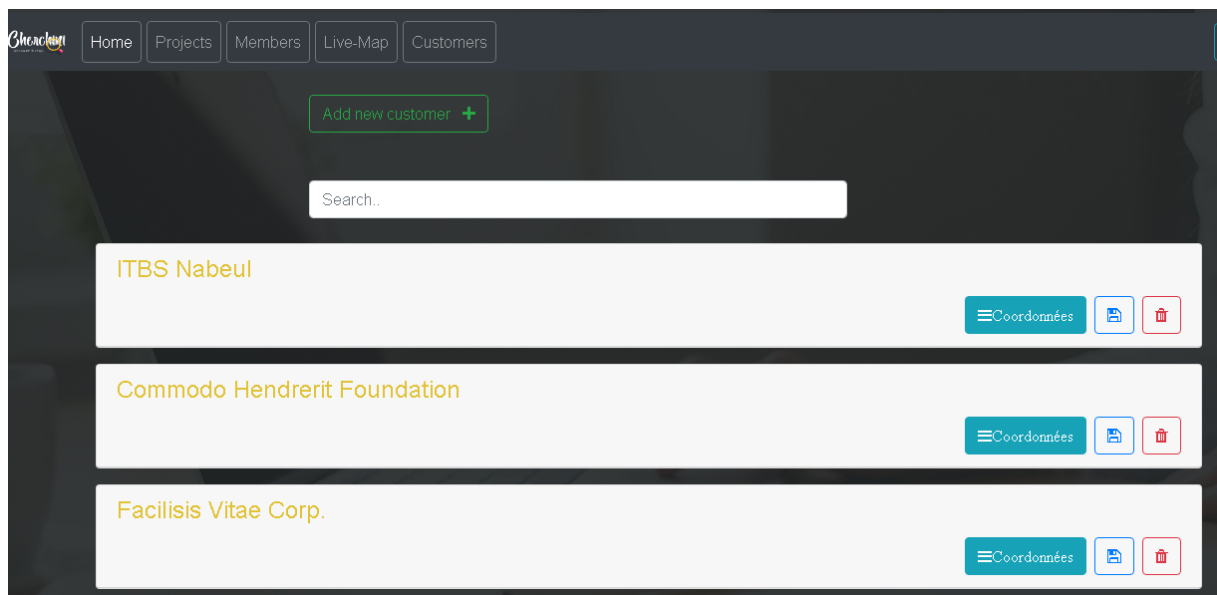 Home Projects Members Live-Map Customers
Add new customer
Search..
ITBS Nabeul
Coordonnées
Commodo Hendrerit Foundation
Coordonnées
Facilisis Vitae Corp.
Coordonnées